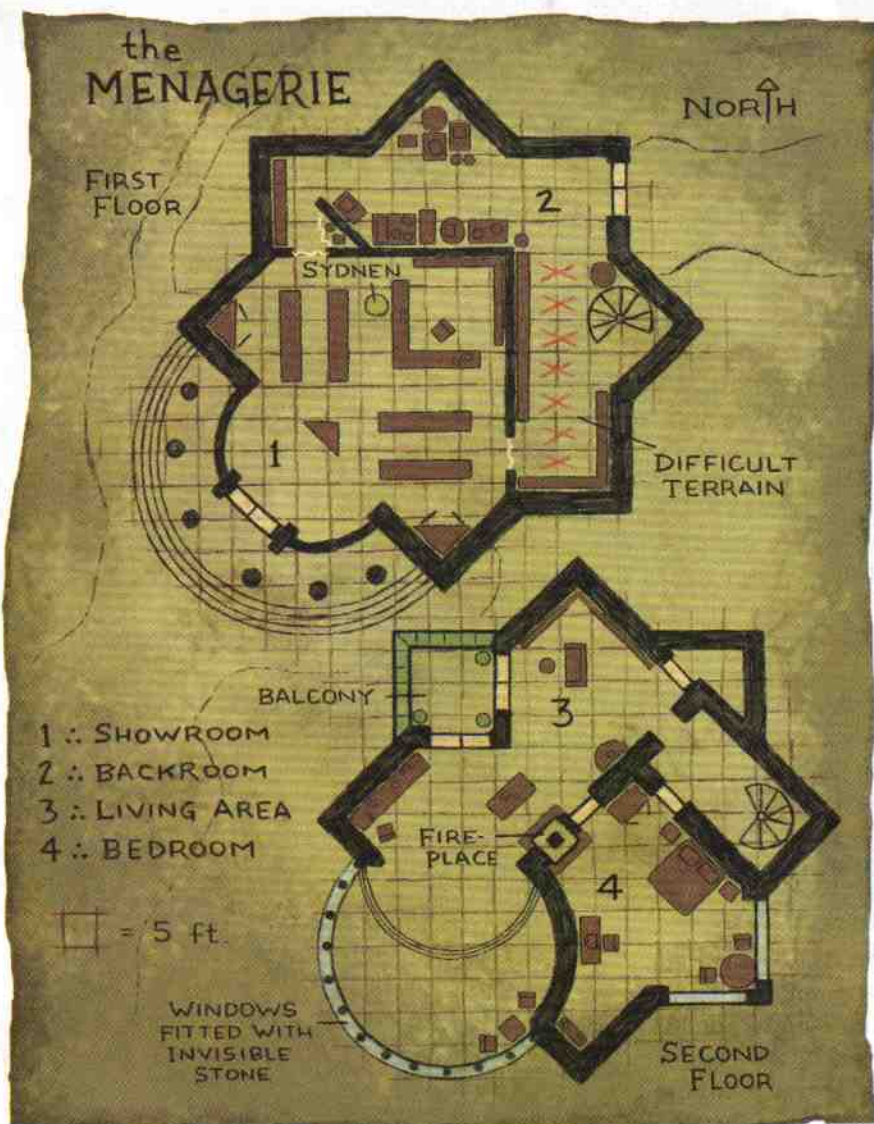 the
MENAGERIE
NORTH
FIRST
FLOOR
2
SYDNEN
1
DIFFICULT
TERRAIN
BALCONY
3
1 ∴ SHOWROOM
2 ∴ BACKROOM
3 ∴ LIVING AREA
4 ∴ BEDROOM
FIRE-
PLACE
4
= 5 ft.
WINDOWS
FITTED WITH
INVISIBLE
STONE
SECOND
FLOOR